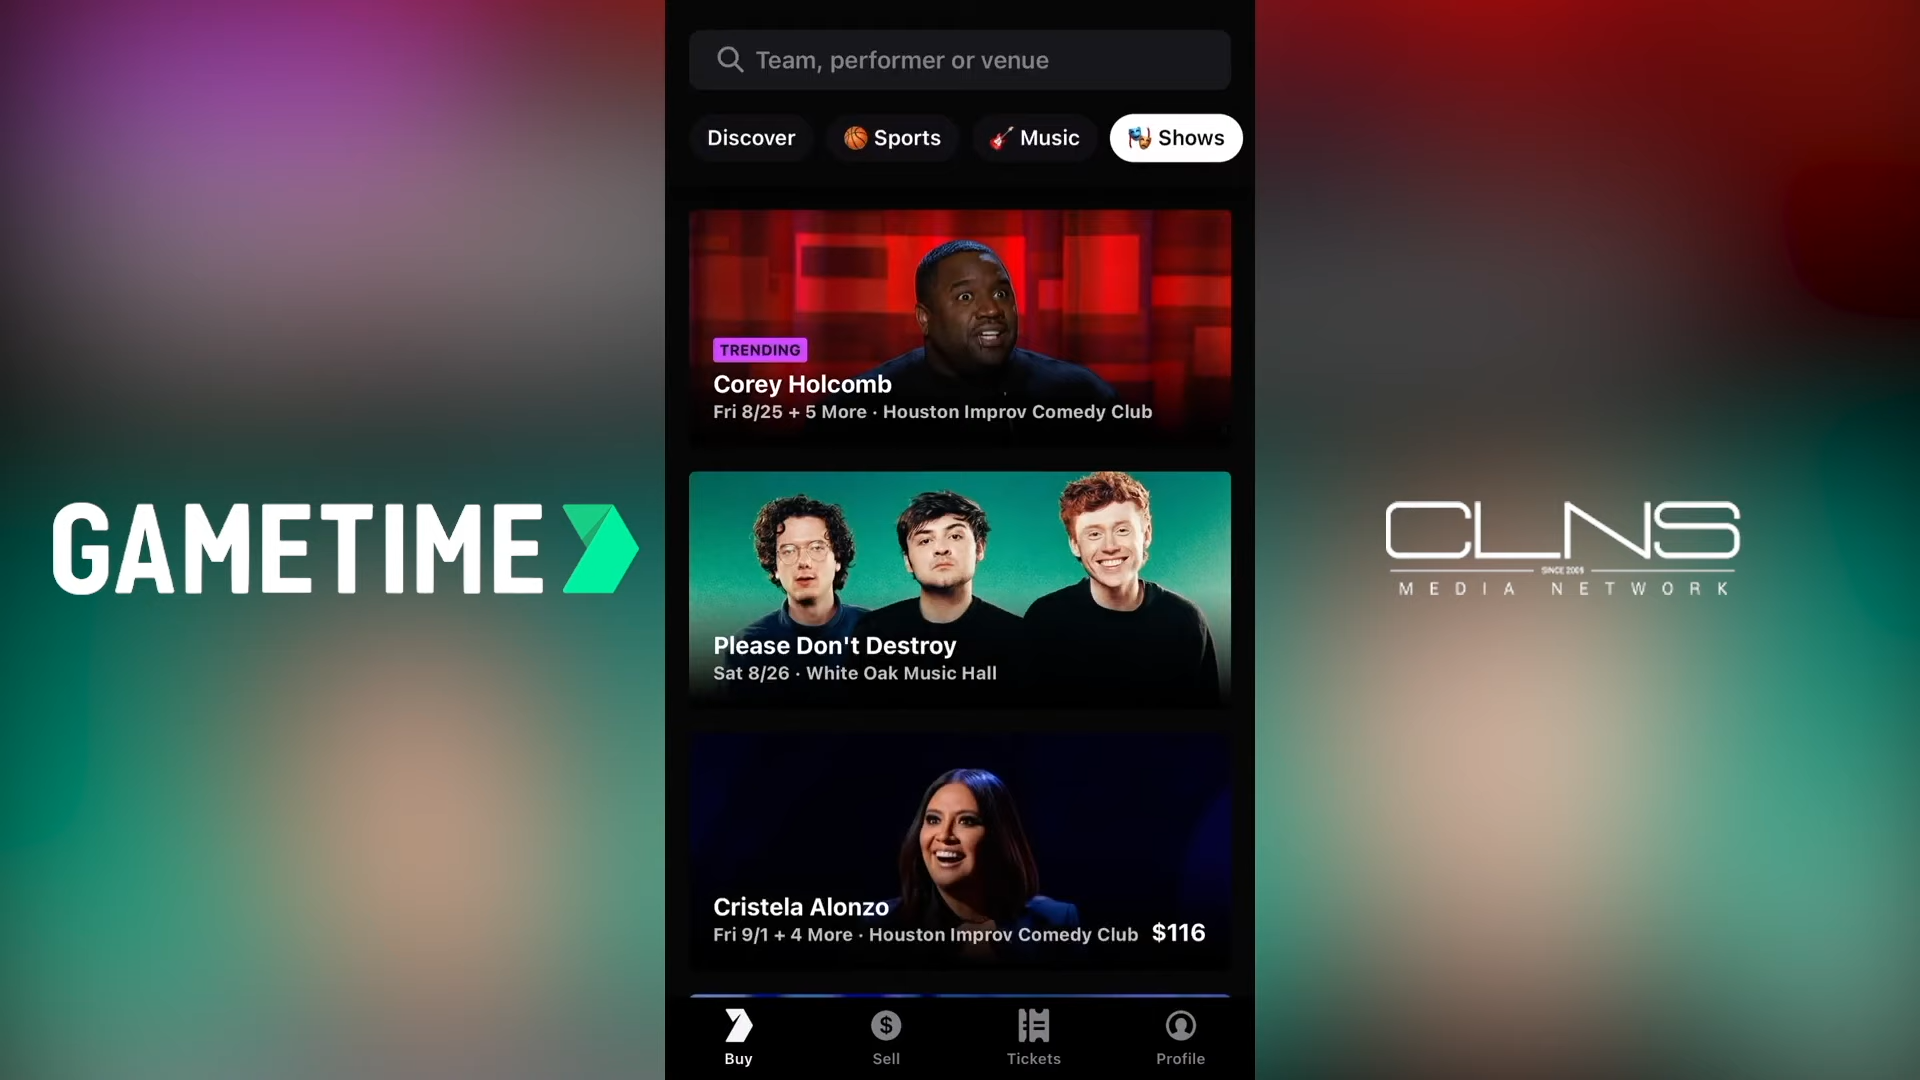 Team, performer or venue
Discover
Sports
Music
Shows
TRENDING
Corey Holcomb
Fri 8/25 + 5 More · Houston Improv Comedy Club
Please Don't Destroy
Sat 8/26 · White Oak Music Hall
Cristela Alonzo
Fri 9/1 + 4 More · Houston Improv Comedy Club $116
Buy
Sell
Tickets
Profile
GAMETIME
CLNS
SINCE 2009
MEDIA NETWORK